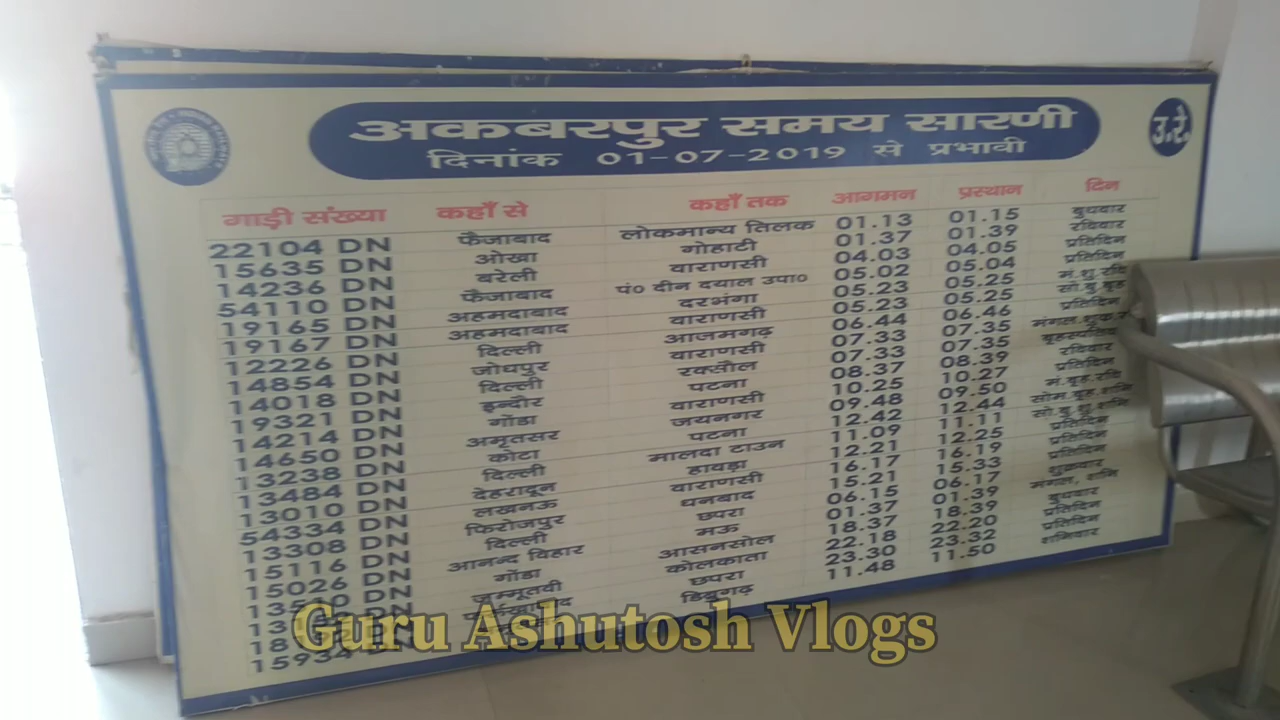 अकबरपुर समय सारणी
उ.रे.
दिनांक 01-07-2019 से प्रभावी
गाड़ी संख्या कहाँ से कहाँ तक आगमन प्रस्थान दिन
22104 DN फैजाबाद लोकमान्य तिलक 01.13 01.15 बुधवार
15635 DN ओखा गोहाटी 01.37 01.39 रविवार
14236 DN बरेली वाराणसी 04.03 04.05 प्रतिदिन
54110 DN फैजाबाद पं० दीन दयाल उपा० 05.02 05.04 प्रतिदिन
19165 DN अहमदाबाद दरभंगा 05.23 05.25 मं.शु.रवि
19167 DN अहमदाबाद वाराणसी 05.23 05.25 सो.बु.बृह
12226 DN दिल्ली आजमगढ़ 06.44 06.46 प्रतिदिन
14854 DN जोधपुर वाराणसी 07.33 07.35
14018 DN दिल्ली रक्सौल 07.33 07.35
19321 DN इन्दौर पटना 08.37 08.39 रविवार
14214 DN गोंडा वाराणसी 10.25 10.27 प्रतिदिन
14650 DN अमृतसर जयनगर 09.48 09.50 मं.बृह.रवि
13238 DN कोटा पटना 12.42 12.44 सोम.बृह.शनि
13484 DN दिल्ली मालदा टाउन 11.09 11.11 सो.बु.शु.शनि
13010 DN देहरादून हावड़ा 12.21 12.25 प्रतिदिन
54334 DN लखनऊ वाराणसी 16.17 16.19 प्रतिदिन
13308 DN फिरोजपुर धनबाद 15.21 15.33 प्रतिदिन
15116 DN दिल्ली छपरा 06.15 06.17 शुक्रवार
15026 DN आनन्द विहार मऊ 01.37 01.39 मंगल, शनि
DN गोंडा आसनसोल 18.37 18.39 बुधवार
जम्मूतवी कोलकाता 22.18 22.20 प्रतिदिन
छपरा 23.30 23.32 प्रतिदिन
15934 डिब्रुगढ़ 11.48 11.50 शनिवार
Guru Ashutosh Vlogs